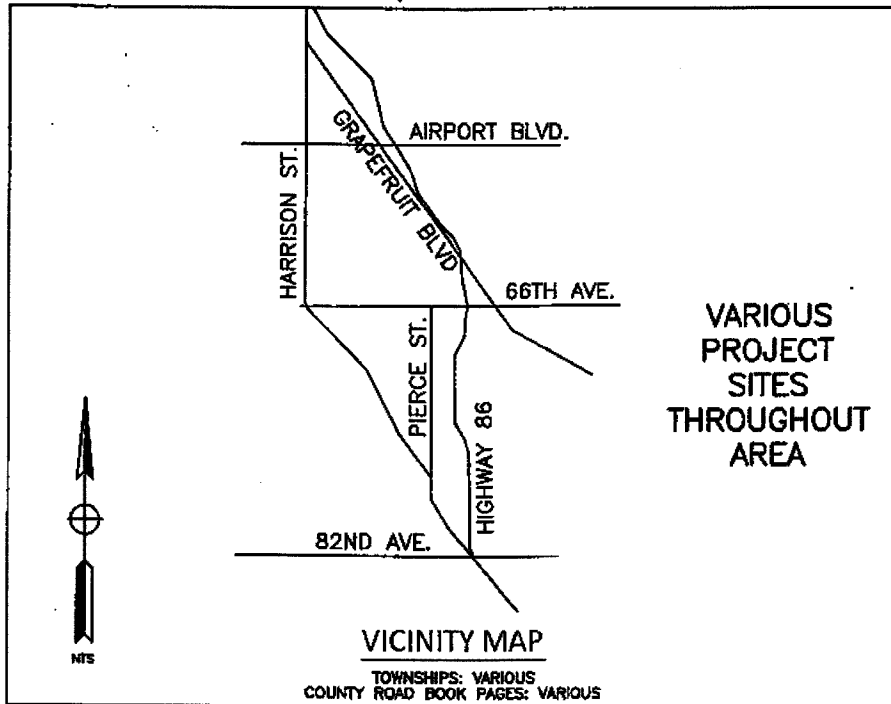 AIRPORT BLVD.
GRAPEFRUIT BLVD
HARRISON ST.
66TH AVE.
VARIOUS
PROJECT
SITES
THROUGHOUT
AREA
PIERCE ST.
HIGHWAY 86
82ND AVE.
NTS
VICINITY MAP
TOWNSHIPS: VARIOUS
COUNTY ROAD BOOK PAGES: VARIOUS